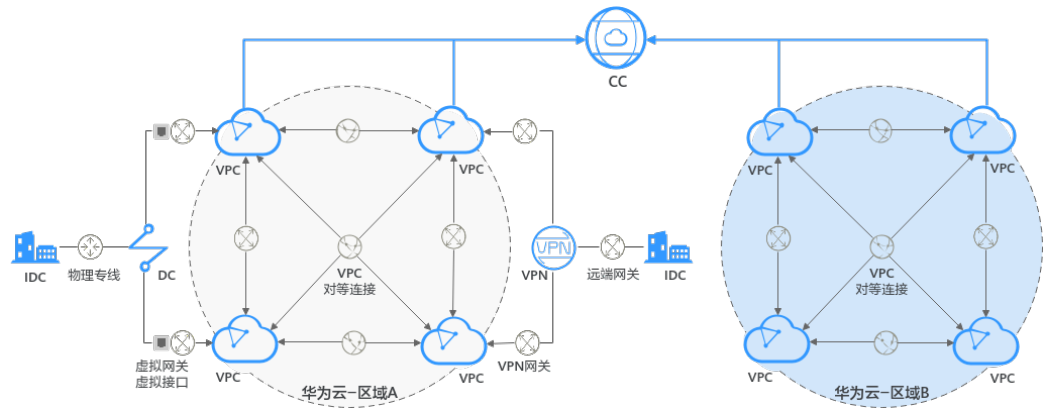 CC
VPC
VPC
VPC
VPC
IDC
物理专线
DC
VPC
对等连接
VPN
VPN
远端网关
IDC
VPC
对等连接
虚拟网关
虚拟接口
VPC
VPC
VPN网关
VPC
VPC
华为云-区域A
华为云-区域B